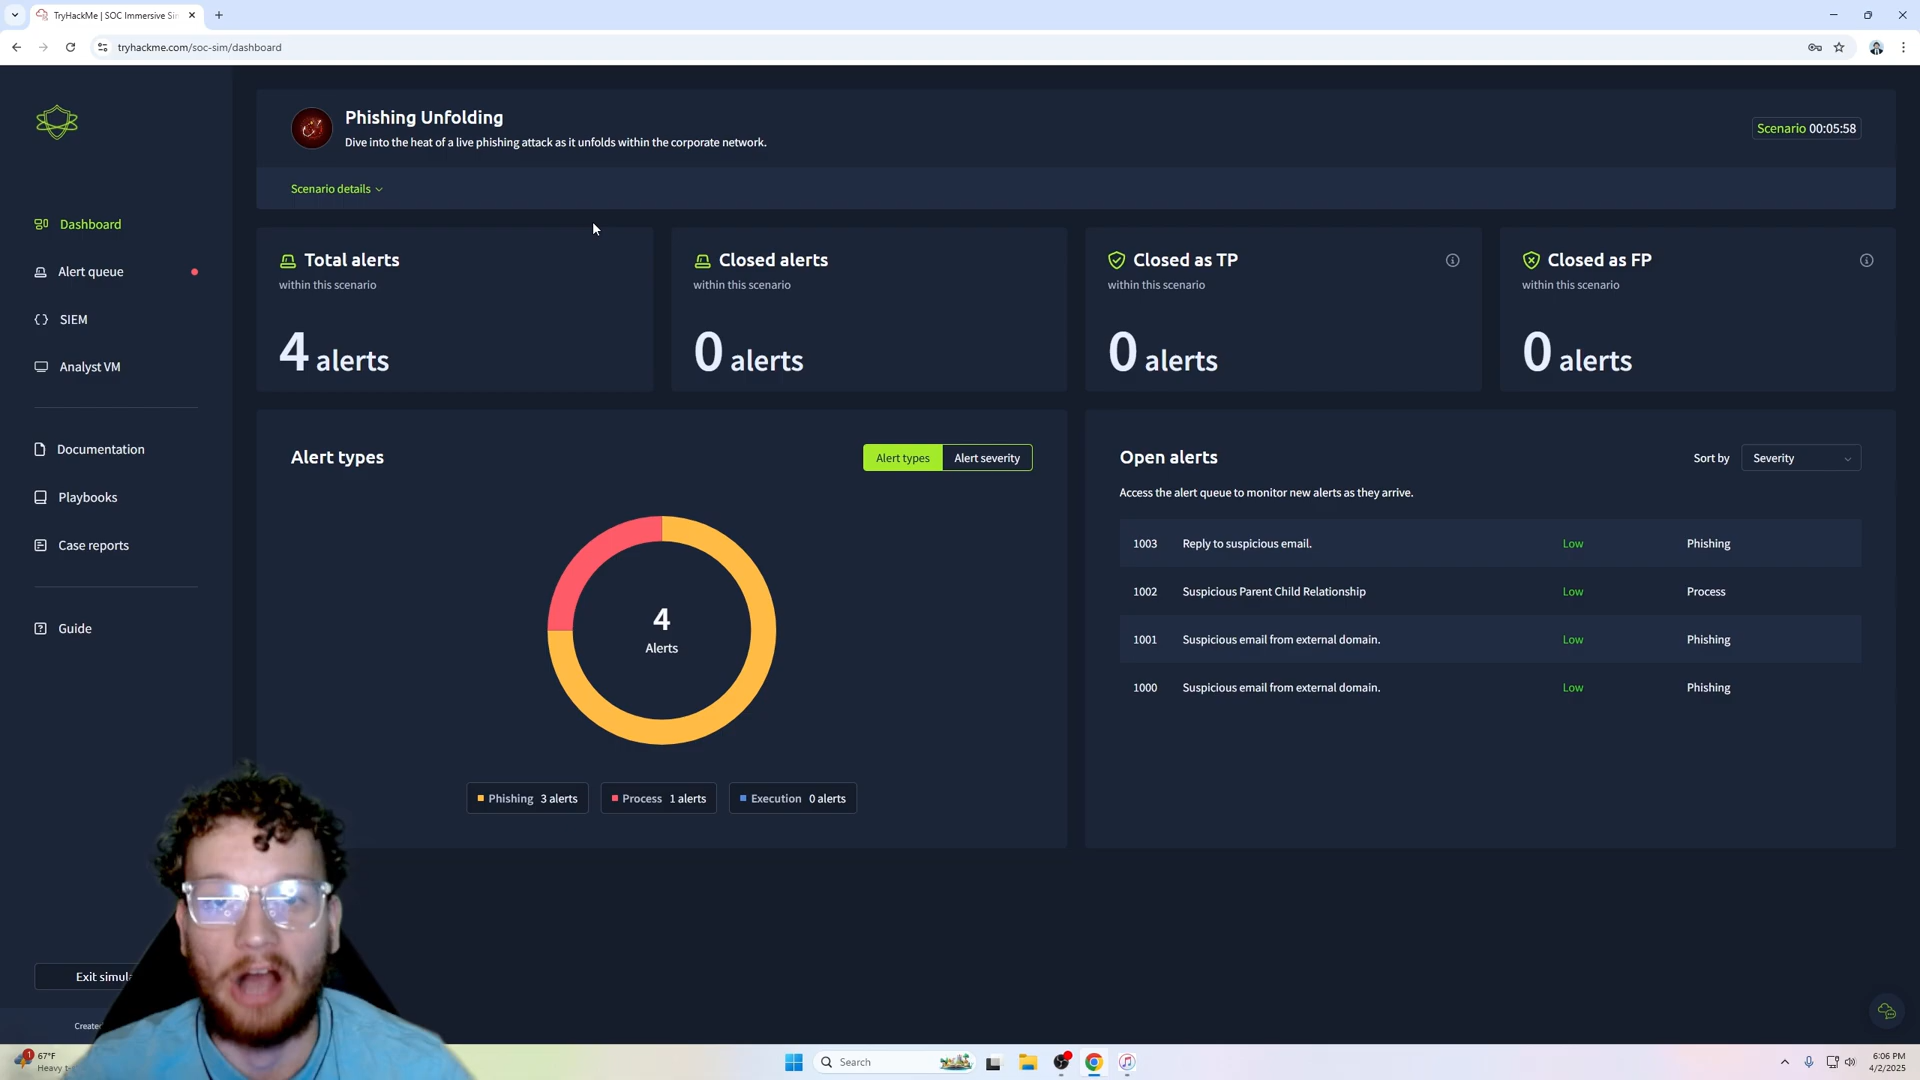 TryHackMe | SOC Immersive Sim
tryhackme.com/soc-sim/dashboard
Phishing Unfolding
Dive into the heat of a live phishing attack as it unfolds within the corporate network.
Scenario 00:05:58
Scenario details
Dashboard
Alert queue
SIEM
Analyst VM
Documentation
Playbooks
Case reports
Guide
Exit simula
Create
Total alerts
within this scenario
4 alerts
Closed alerts
within this scenario
0 alerts
Closed as TP
within this scenario
0 alerts
Closed as FP
within this scenario
0 alerts
Alert types
Alert types
Alert severity
4
Alerts
Phishing 3 alerts
Process 1 alerts
Execution 0 alerts
Open alerts
Sort by
Severity
Access the alert queue to monitor new alerts as they arrive.
1003 Reply to suspicious email. Low Phishing
1002 Suspicious Parent Child Relationship Low Process
1001 Suspicious email from external domain. Low Phishing
1000 Suspicious email from external domain. Low Phishing
1
67°F
Heavy
Search
6:06 PM
4/2/2025